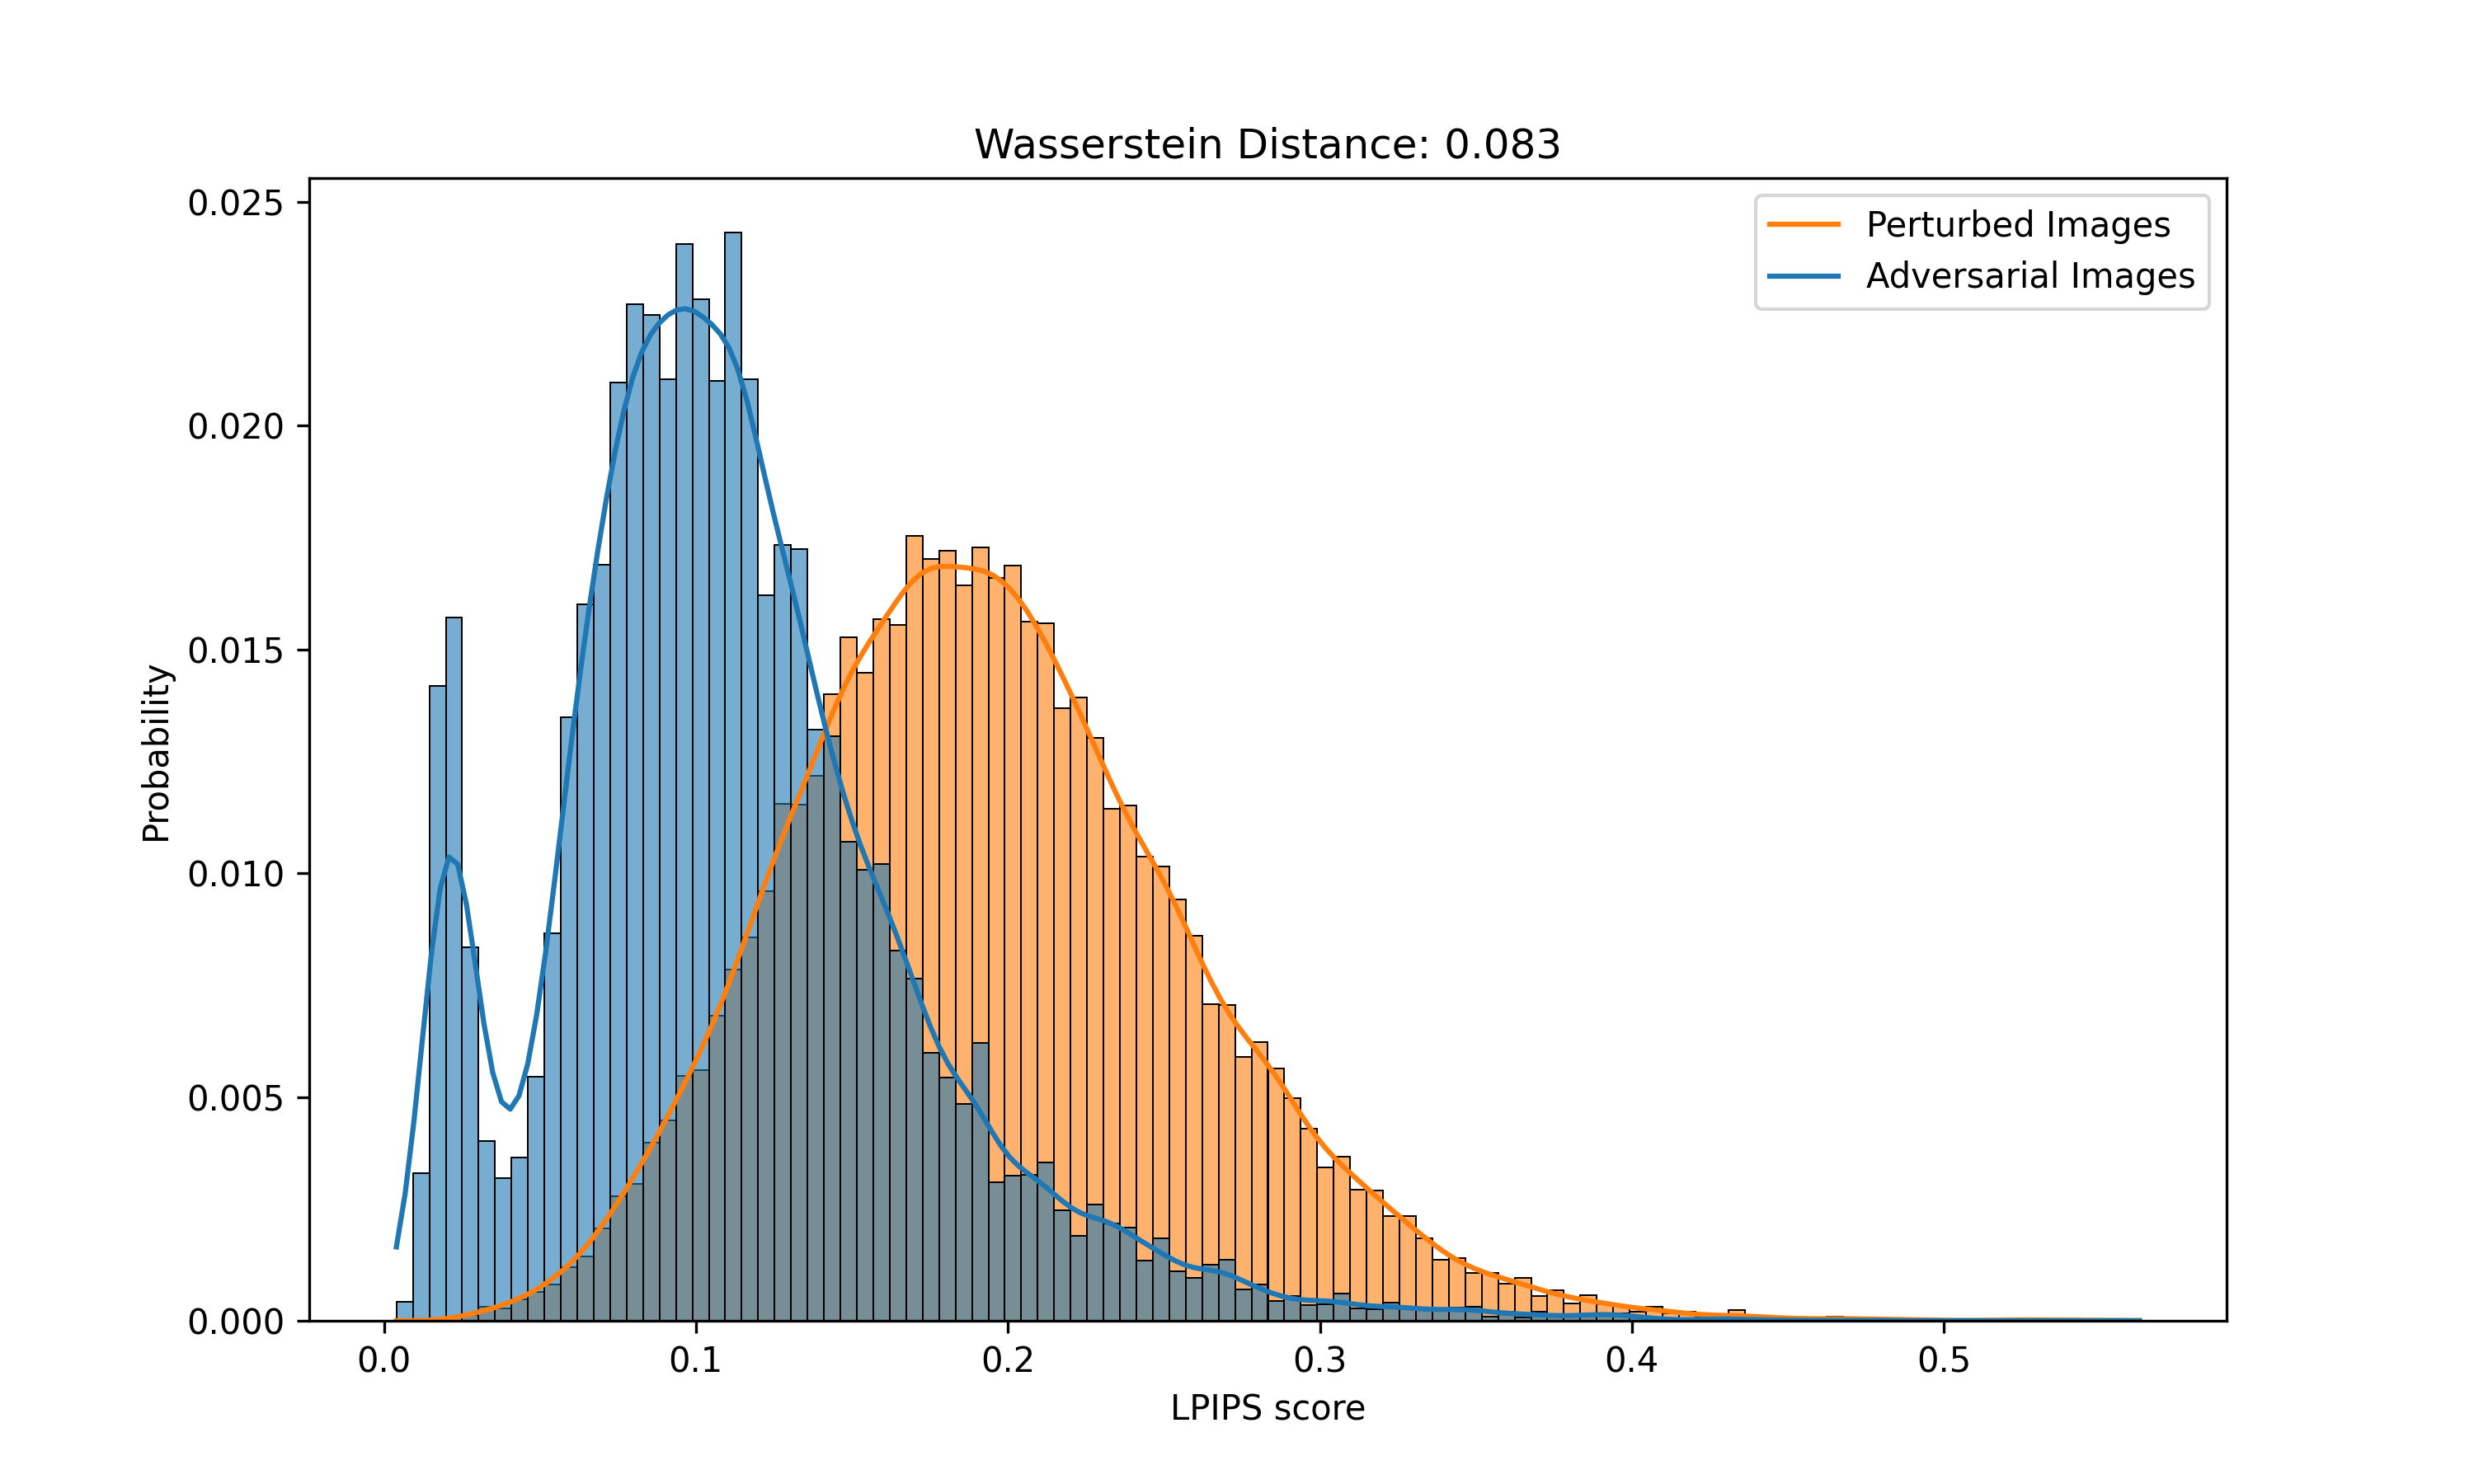 Wasserstein Distance: 0.083
Perturbed Images
Adversarial Images
0.025
0.020
0.015
0.010
0.005
0.000
Probability
0.0
0.1
0.2
0.3
0.4
0.5
LPIPS score